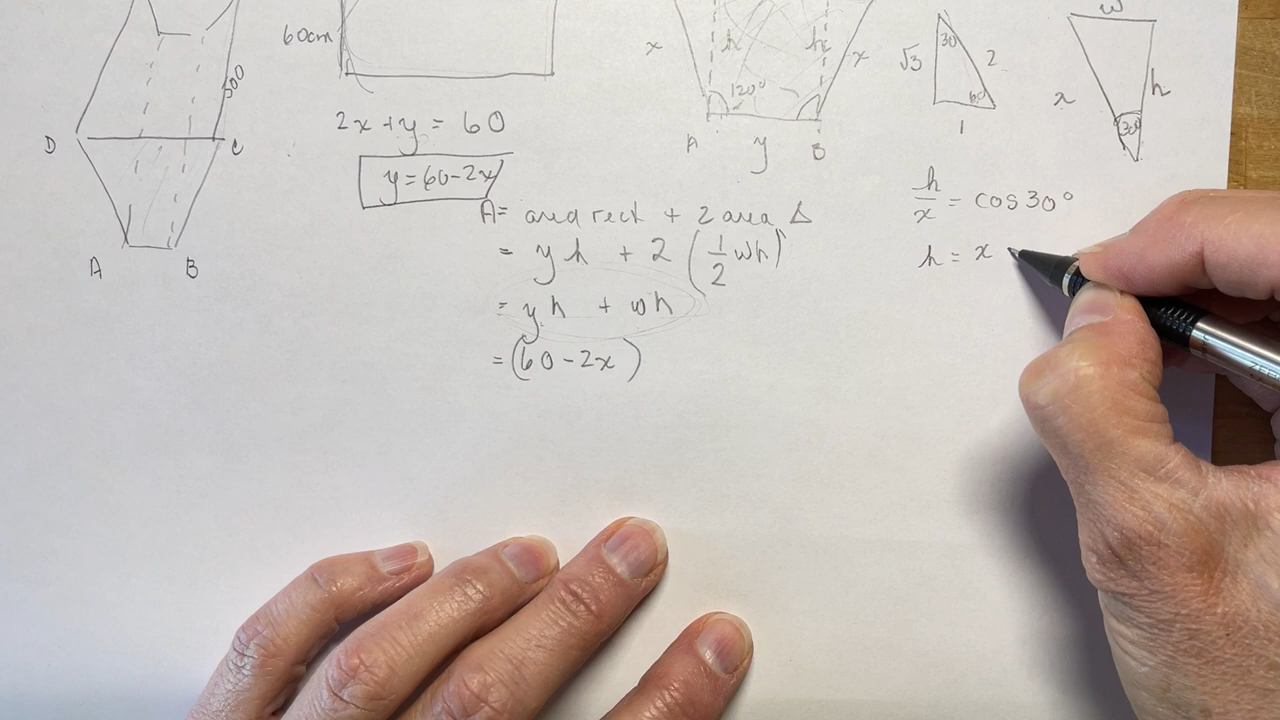 D
C
500
A
B
60cm
2x + y = 60
y = 60-2x
A= area rect + 2 area Δ
= yh + 2 (1/2 wh)
= yh + wh
= (60-2x)
x
h
h
x
120°
A
y
B
√3
30
2
60
1
w
x
h
30
h/x = cos 30°
h = x